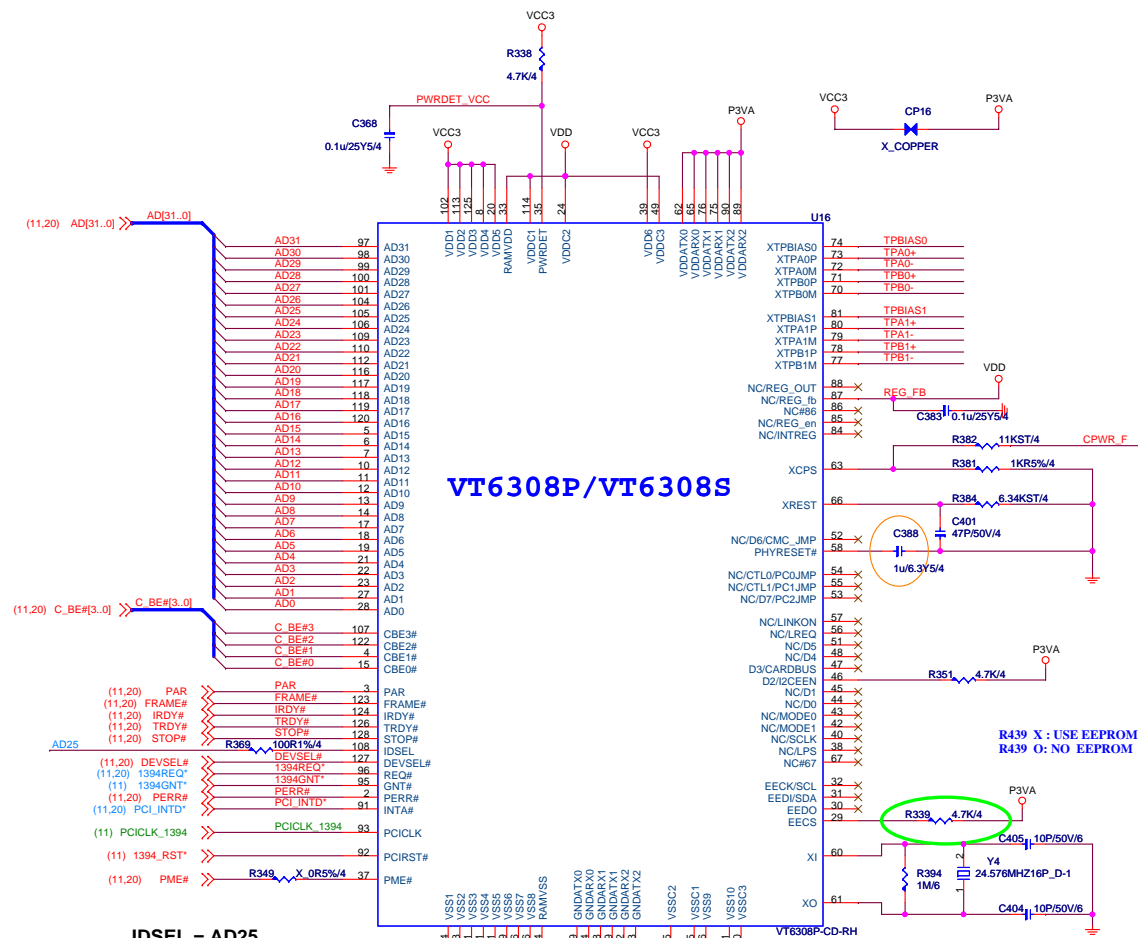 VCC3
R338
4.7K/4
PWRDET_VCC
C368
0.1u/25Y5/4
VCC3
VDD
VCC3
P3VA
VCC3
CP16
P3VA
X_COPPER
102 113 125 8 20 33 114 35 24 39 49 62 65 76 75 90 89
VDD1 VDD2 VDD3 VDD4 VDD5 RAMVDD VDDC1 PWRDET VDDC2 VDD6 VDDC3 VDDATX0 VDDARX0 VDDATX1 VDDARX1 VDDATX2 VDDARX2
U16
(11,20) AD[31..0]
AD[31..0]
AD31 97 AD31
AD30 98 AD30
AD29 99 AD29
AD28 100 AD28
AD27 101 AD27
AD26 104 AD26
AD25 105 AD25
AD24 106 AD24
AD23 109 AD23
AD22 110 AD22
AD21 112 AD21
AD20 116 AD20
AD19 117 AD19
AD18 118 AD18
AD17 119 AD17
AD16 120 AD16
AD15 5 AD15
AD14 6 AD14
AD13 7 AD13
AD12 10 AD12
AD11 11 AD11
AD10 12 AD10
AD9 13 AD9
AD8 14 AD8
AD7 17 AD7
AD6 18 AD6
AD5 19 AD5
AD4 21 AD4
AD3 22 AD3
AD2 23 AD2
AD1 27 AD1
AD0 28 AD0
(11,20) C_BE#[3..0]
C_BE#[3..0]
C_BE#3 107 CBE3#
C_BE#2 122 CBE2#
C_BE#1 4 CBE1#
C_BE#0 15 CBE0#
(11,20) PAR PAR 3 PAR
(11,20) FRAME# FRAME# 123 FRAME#
(11,20) IRDY# IRDY# 124 IRDY#
(11,20) TRDY# TRDY# 126 TRDY#
(11,20) STOP# STOP# 128 STOP#
AD25 R369 100R1%/4 108 IDSEL
(11,20) DEVSEL# DEVSEL# 127 DEVSEL#
(11,20) 1394REQ* 1394REQ* 96 REQ#
(11) 1394GNT* 1394GNT* 95 GNT#
(11,20) PERR# PERR# 2 PERR#
(11,20) PCI_INTD* PCI_INTD* 91 INTA#
(11) PCICLK_1394 PCICLK_1394 93 PCICLK
(11) 1394_RST* 92 PCIRST#
(11,20) PME# R349 X_0R5%/4 37 PME#
IDSEL = AD25
VT6308P/VT6308S
XTPBIAS0 74 TPBIAS0
XTPA0P 73 TPA0+
XTPA0M 72 TPA0-
XTPB0P 71 TPB0+
XTPB0M 70 TPB0-
XTPBIAS1 81 TPBIAS1
XTPA1P 80 TPA1+
XTPA1M 79 TPA1-
XTPB1P 78 TPB1+
XTPB1M 77 TPB1-
VDD
NC/REG_OUT 88
NC/REG_fb 87 REG_FB
NC#86 86
C383 0.1u/25Y5/4
NC/REG_en 85
NC/INTREG 84
R382 11KST/4 CPWR_F
XCPS 63 R381 1KR5%/4
XREST 66 R384 6.34KST/4
C401
47P/50V/4
NC/D6/CMC_JMP 52
C388
PHYRESET# 58
1u/6.3Y5/4
NC/CTL0/PC0JMP 54
NC/CTL1/PC1JMP 55
NC/D7/PC2JMP 53
NC/LINKON 57
NC/LREQ 56
NC/D5 51
NC/D4 48
D3/CARDBUS 47
D2/I2CEEN 46 R351 4.7K/4 P3VA
NC/D1 45
NC/D0 44
NC/MODE0 43
NC/MODE1 42
NC/SCLK 40
NC/LPS 38
NC#67 67
R439 X : USE EEPROM
R439 O: NO EEPROM
EECK/SCL 32
EEDI/SDA 31
EEDO 30
EECS 29 R339 4.7K/4 P3VA
XI 60
C405 10P/50V/6
R394
1M/6
2
Y4
24.576MHZ16P_D-1
1
XO 61
C404 10P/50V/6
VSS1 VSS2 VSS3 VSS4 VSS5 VSS6 VSS7 VSS8 RAMVSS GNDATX0 GNDARX0 GNDARX1 GNDATX1 GNDARX2 GNDATX2 VSSC2 VSSC1 VSS9 VSS10 VSSC3
VT6308P-CD-RH